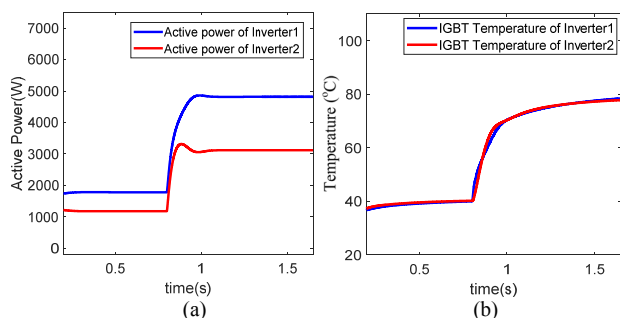 7000
6000
5000
4000
3000
2000
1000
0
Active Power(W)
Active power of Inverter1
Active power of Inverter2
0.5
1
1.5
time(s)
(a)
100
80
60
40
20
Temperature (°C)
IGBT Temperature of Inverter1
IGBT Temperature of Inverter2
0.5
1
1.5
time(s)
(b)